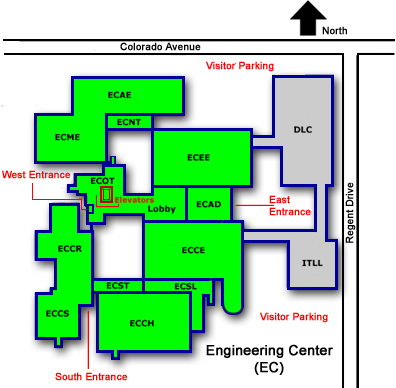 North
Colorado Avenue
Visitor Parking
ECAE
ECNT
ECME
DLC
ECEE
West Entrance
ECOT
Elevators
Lobby
ECAD
East
Entrance
Regent Drive
ECCR
ECCE
ITLL
ECST
ECSL
ECCS
ECCH
Visitor Parking
Engineering Center
(EC)
South Entrance